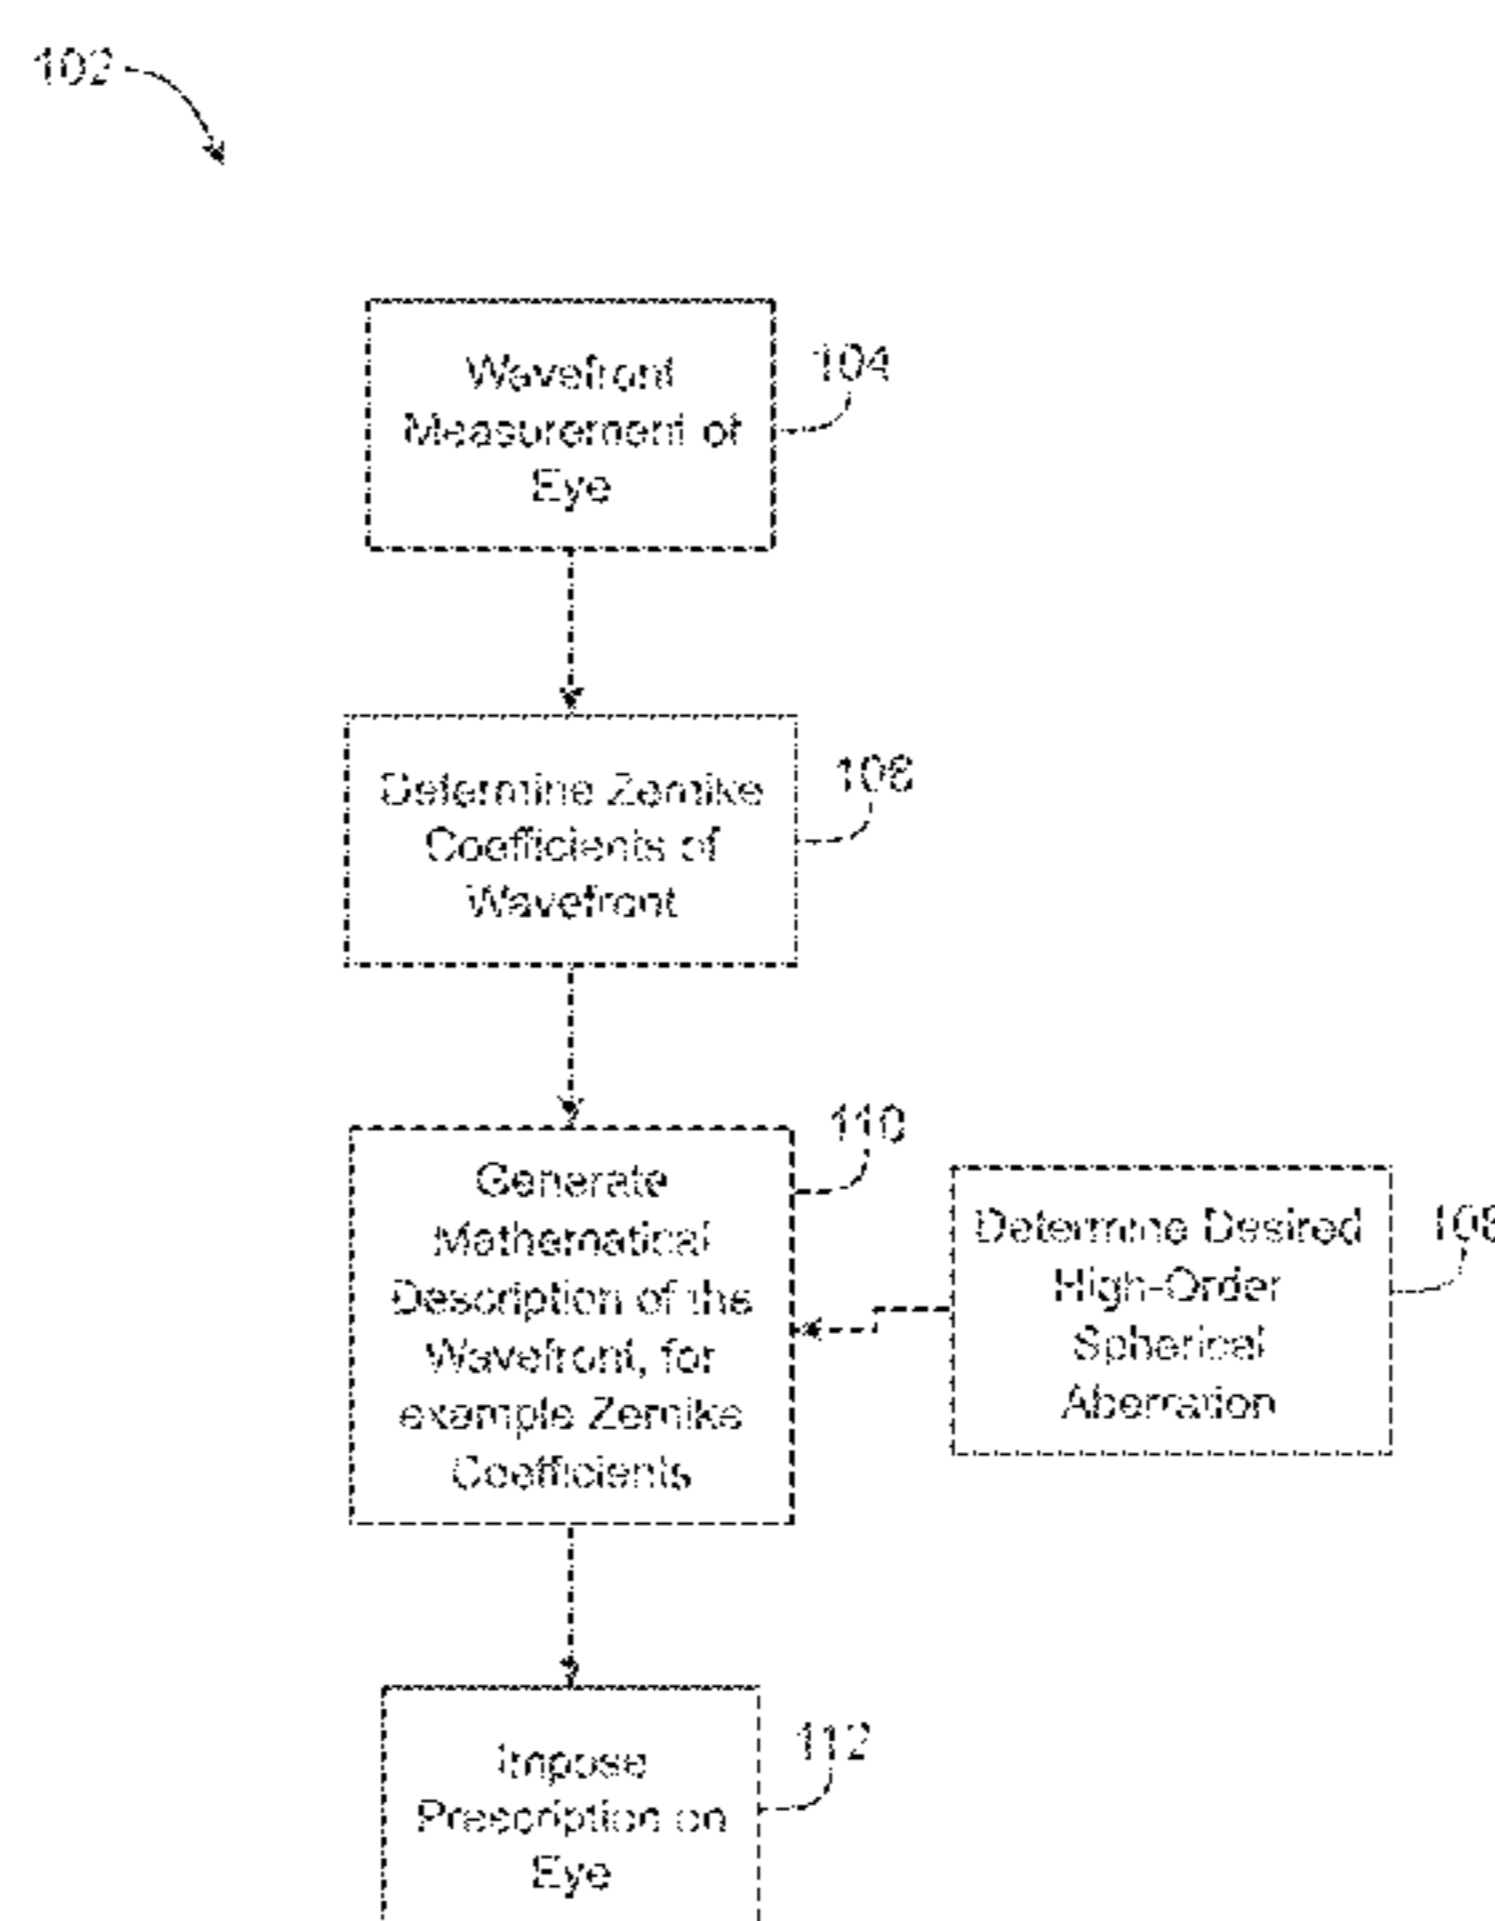 102
Wavefront
Measurement of
Eye
104
Determine Zernike
Coefficients of
Wavefront
106
Generate
Mathematical
Description of the
Wavefront, for
example Zernike
Coefficients
110
Determine Desired
High-Order
Spherical
Aberration
108
Impose
Prescription on
Eye
112